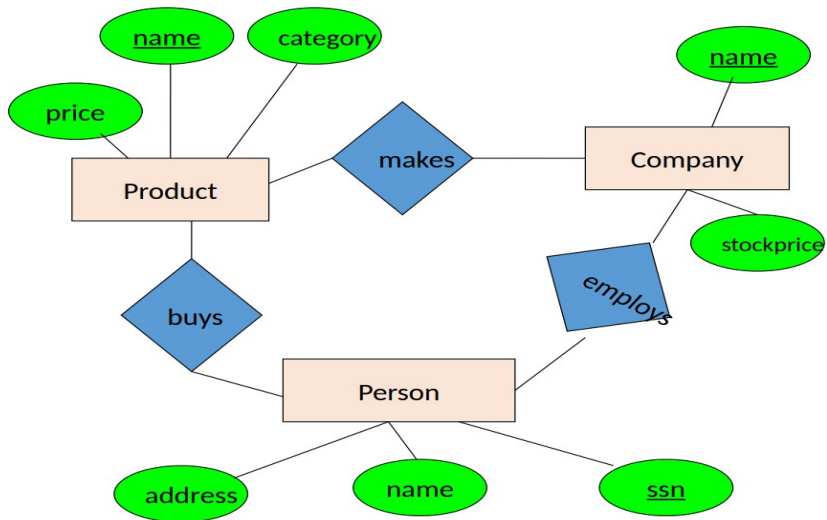 name
category
name
price
makes
Company
Product
stockprice
employs
buys
Person
address
name
ssn